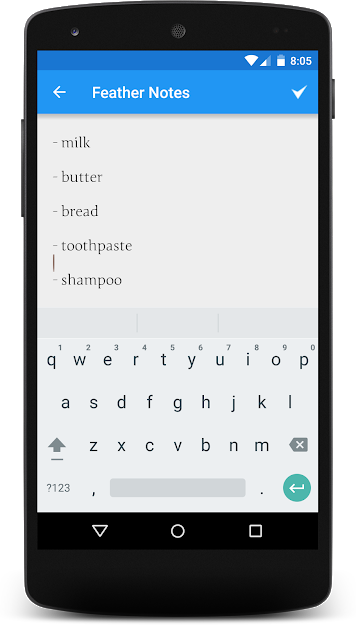 8:05
Feather Notes
- milk
- butter
- bread
- toothpaste
- shampoo
1 2 3 4 5 6 7 8 9 0
q w e r t y u i o p
a s d f g h j k l
z x c v b n m
?123 , .